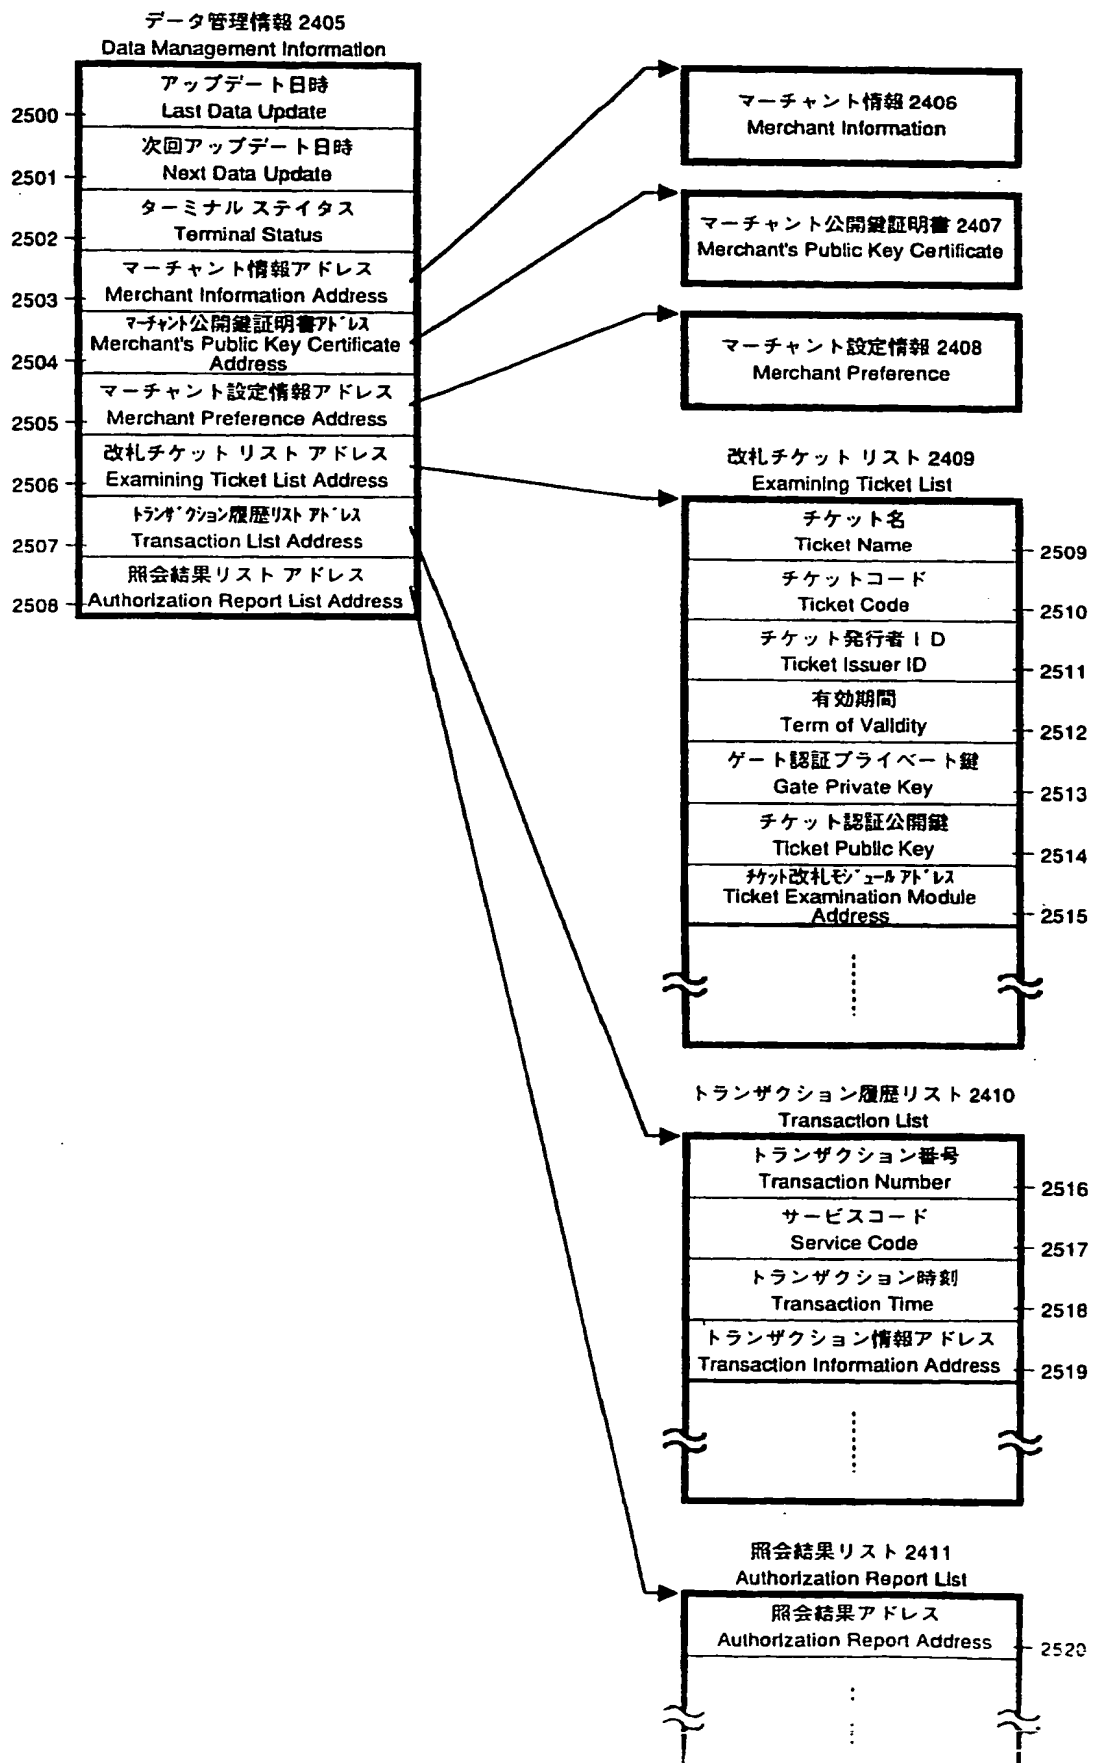 データ管理情報 2405
Data Management Information
アップデート日時
Last Data Update
2500
次回アップデート日時
Next Data Update
2501
ターミナル ステイタス
Terminal Status
2502
マーチャント情報アドレス
Merchant Information Address
2503
マーチャント公開鍵証明書アドレス
Merchant's Public Key Certificate
Address
2504
マーチャント設定情報アドレス
Merchant Preference Address
2505
改札チケット リスト アドレス
Examining Ticket List Address
2506
トランザクション履歴リスト アドレス
Transaction List Address
2507
照会結果リスト アドレス
Authorization Report List Address
2508
マーチャント情報 2406
Merchant Information
マーチャント公開鍵証明書 2407
Merchant's Public Key Certificate
マーチャント設定情報 2408
Merchant Preference
改札チケット リスト 2409
Examining Ticket List
チケット名
Ticket Name
2509
チケットコード
Ticket Code
2510
チケット発行者ID
Ticket Issuer ID
2511
有効期間
Term of Validity
2512
ゲート認証プライベート鍵
Gate Private Key
2513
チケット認証公開鍵
Ticket Public Key
2514
チケット改札モジュール アドレス
Ticket Examination Module
Address
2515
トランザクション履歴リスト 2410
Transaction List
トランザクション番号
Transaction Number
2516
サービスコード
Service Code
2517
トランザクション時刻
Transaction Time
2518
トランザクション情報アドレス
Transaction Information Address
2519
照会結果リスト 2411
Authorization Report List
照会結果アドレス
Authorization Report Address
2520